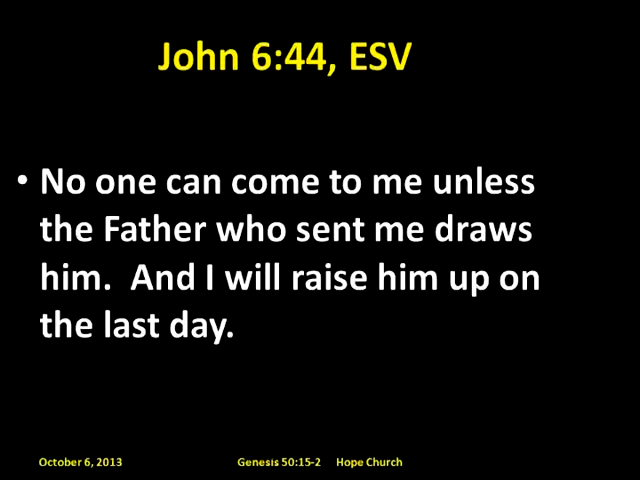 John 6:44, ESV
• No one can come to me unless
the Father who sent me draws
him.  And I will raise him up on
the last day.
October 6, 2013 Genesis 50:15-2 Hope Church